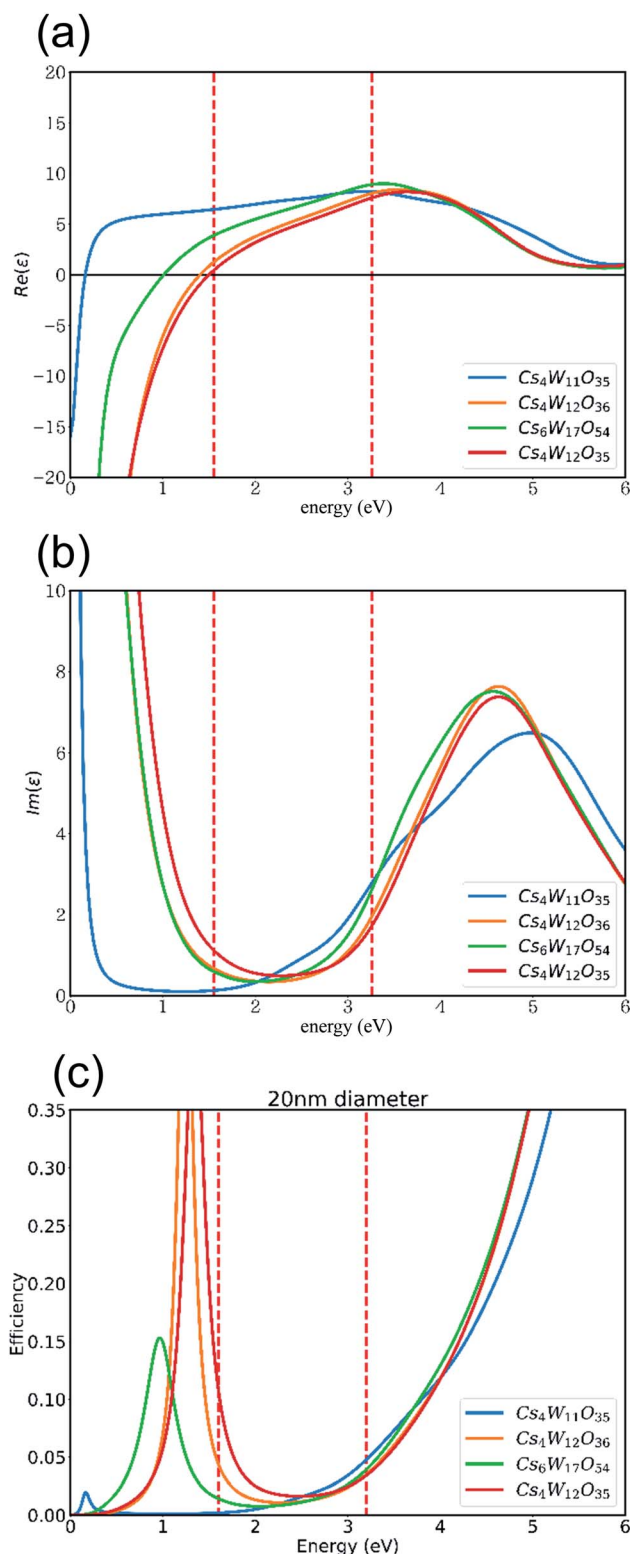 (a)
20
15
10
5
0
−5
−10
−15
−20
Re(ε)
Cs₄W₁₁O₃₅
Cs₄W₁₂O₃₆
Cs₆W₁₇O₅₄
Cs₄W₁₂O₃₅
0 1 2 3 4 5 6
energy (eV)
(b)
10
8
6
4
2
0
Im(ε)
Cs₄W₁₁O₃₅
Cs₄W₁₂O₃₆
Cs₆W₁₇O₅₄
Cs₄W₁₂O₃₅
0 1 2 3 4 5 6
energy (eV)
(c)
20nm diameter
0.35
0.30
0.25
0.20
0.15
0.10
0.05
0.00
Efficiency
Cs₄W₁₁O₃₅
Cs₄W₁₂O₃₆
Cs₆W₁₇O₅₄
Cs₄W₁₂O₃₅
0 1 2 3 4 5 6
Energy (eV)